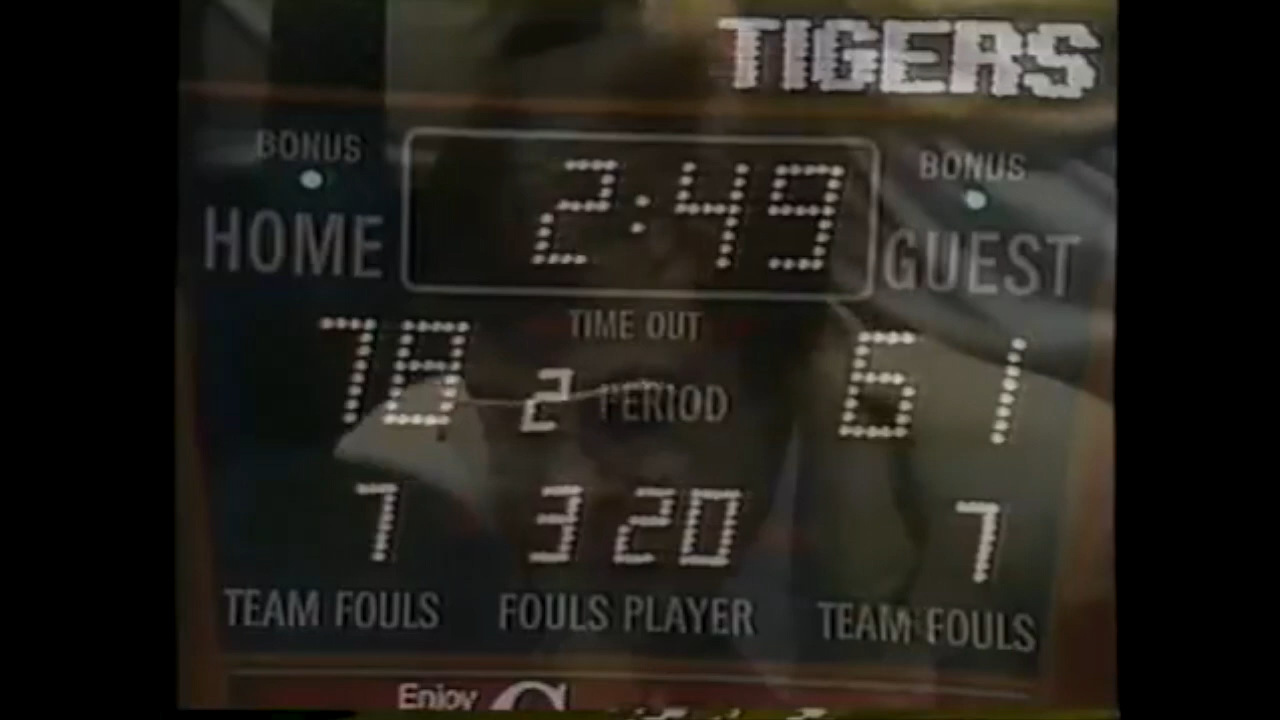 TIGERS
BONUS 2:49 BONUS
HOME GUEST
TIME OUT
78 2 PERIOD 61
7 3 20 7
TEAM FOULS FOULS PLAYER TEAM FOULS
Enjoy